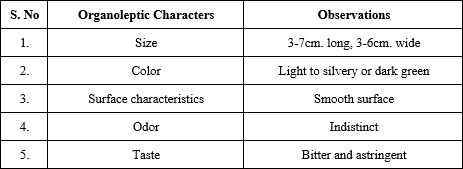 S. No Organoleptic Characters Observations
1. Size 3-7cm. long, 3-6cm. wide
2. Color Light to silvery or dark green
3. Surface characteristics Smooth surface
4. Odor Indistinct
5. Taste Bitter and astringent